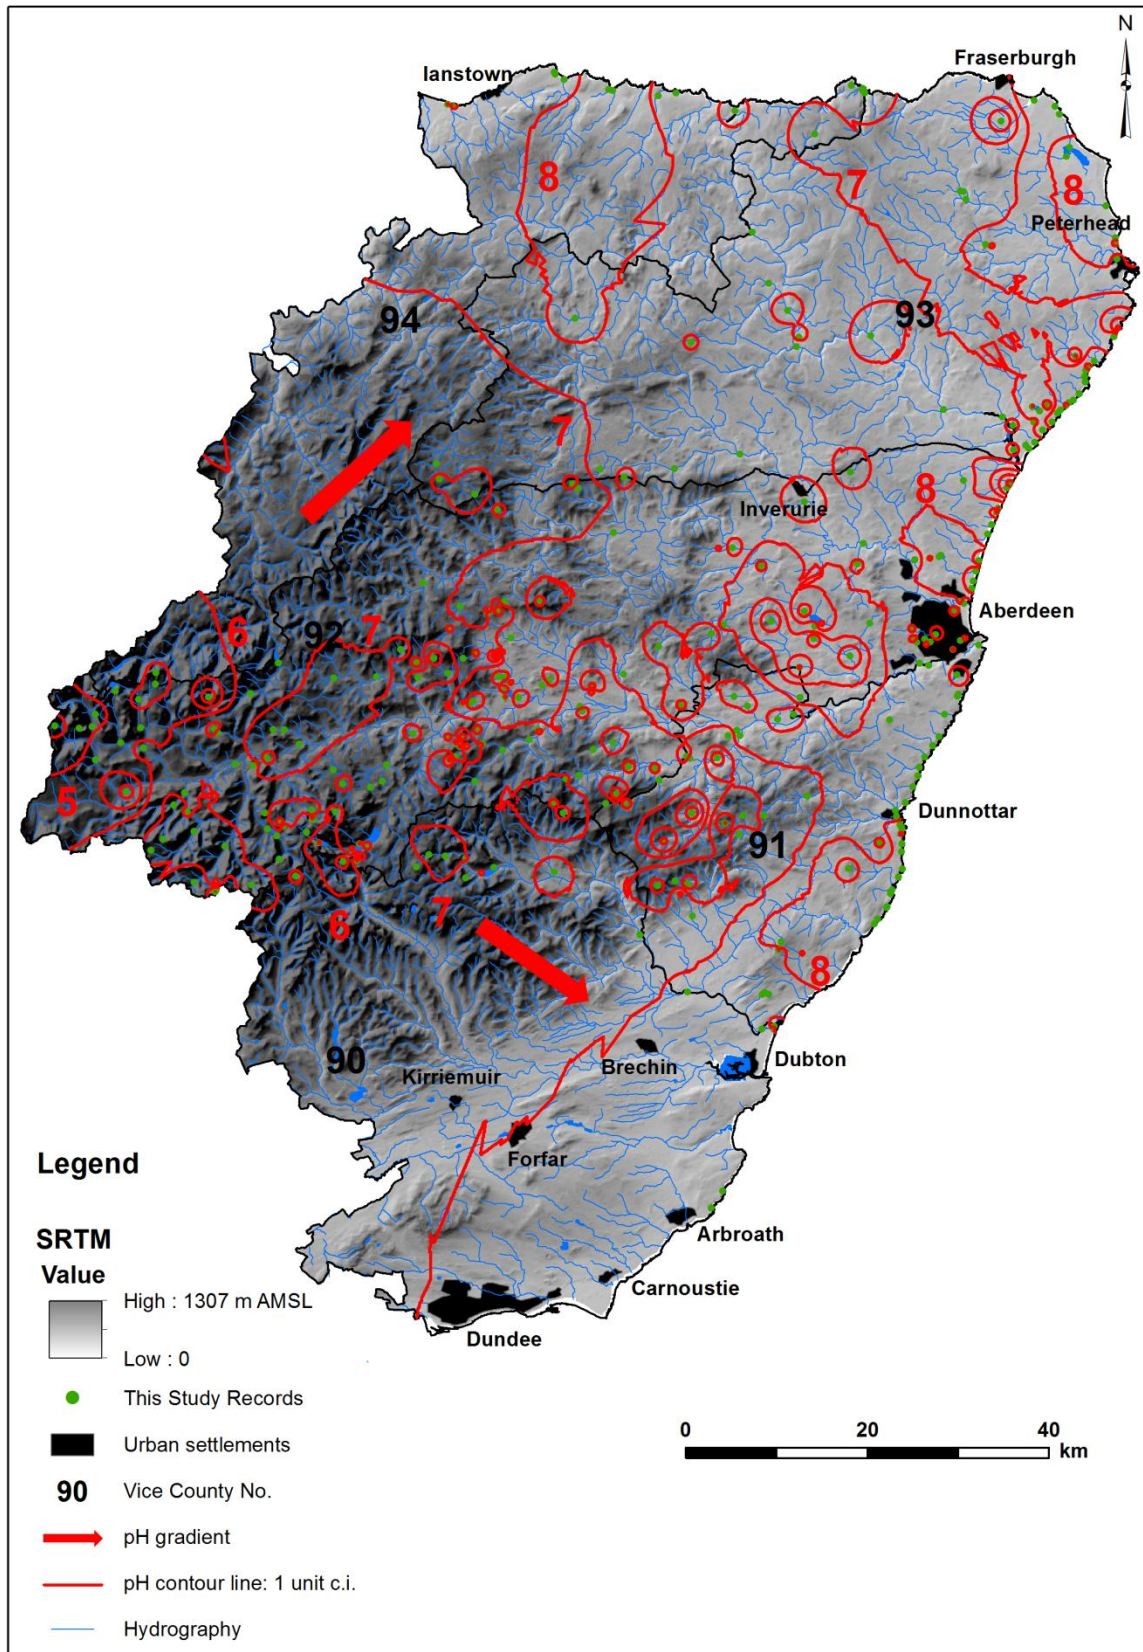 N
Fraserburgh
Ianstown
8
7
8
Peterhead
94
93
7
8
Inverurie
Aberdeen
6
92
7
5
Dunnottar
91
6
7
8
90
Brechin
Dubton
Kirriemuir
Forfar
Arbroath
Carnoustie
Dundee
Legend
SRTM
Value
High : 1307 m AMSL
Low : 0
This Study Records
Urban settlements
90 Vice County No.
pH gradient
pH contour line: 1 unit c.i.
Hydrography
0 20 40
km